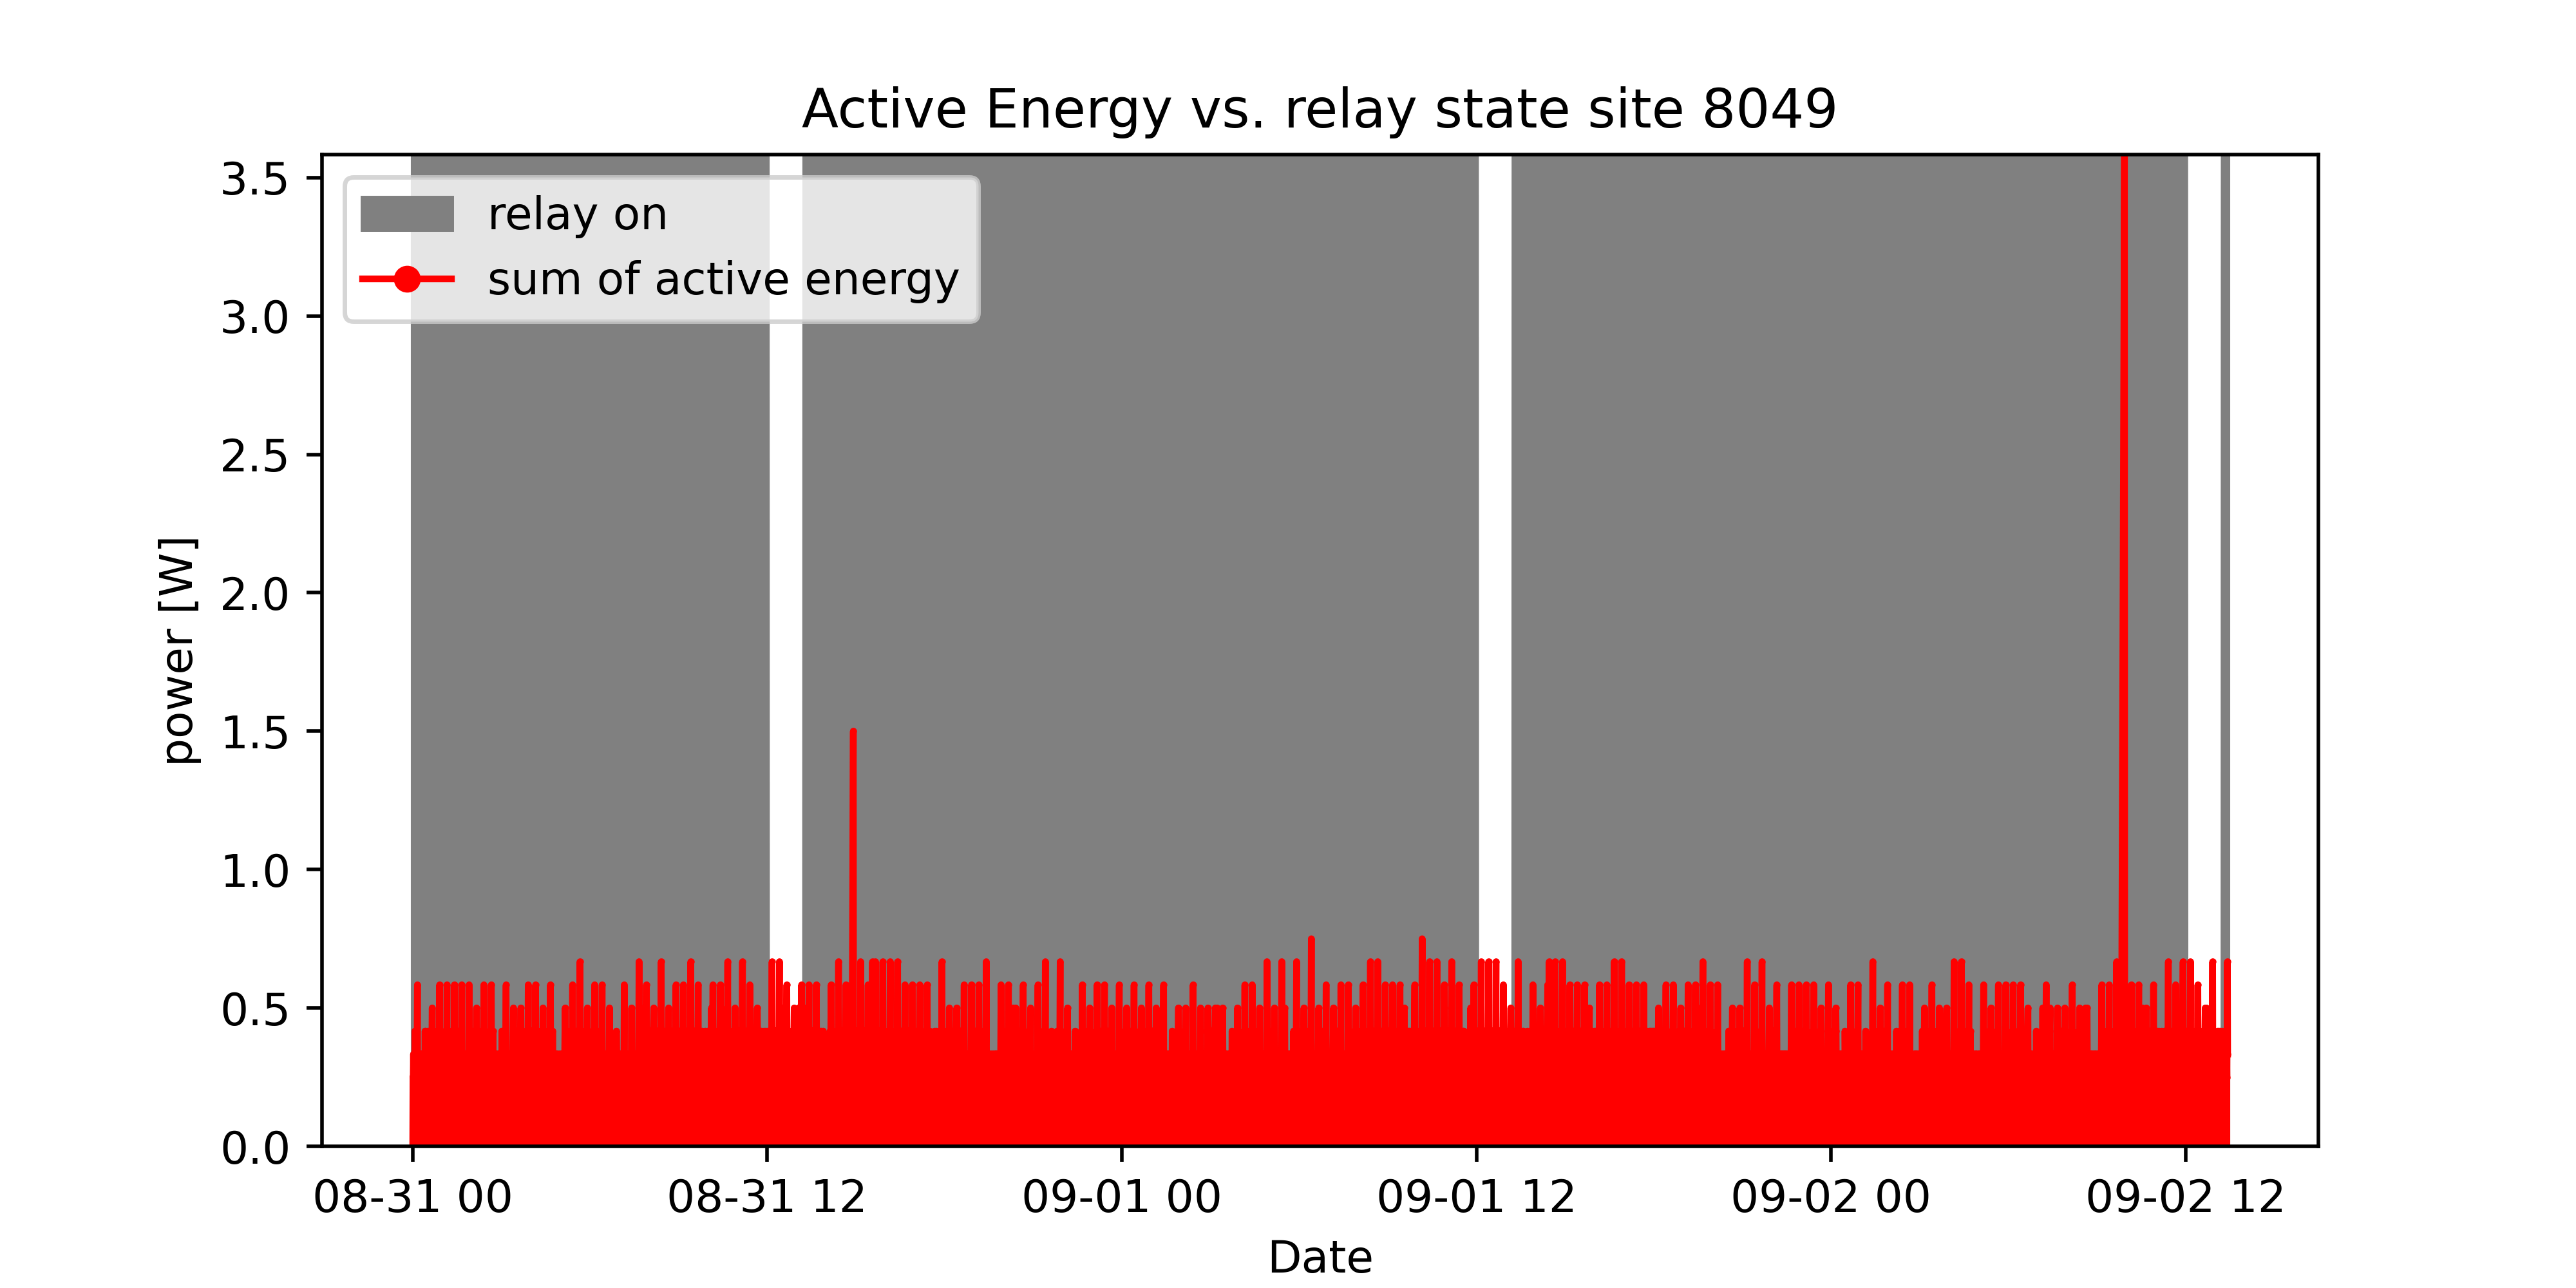 Active Energy vs. relay state site 8049
3.5
3.0
2.5
2.0
1.5
1.0
0.5
0.0
power [W]
relay on
sum of active energy
08-31 00
08-31 12
09-01 00
09-01 12
09-02 00
09-02 12
Date